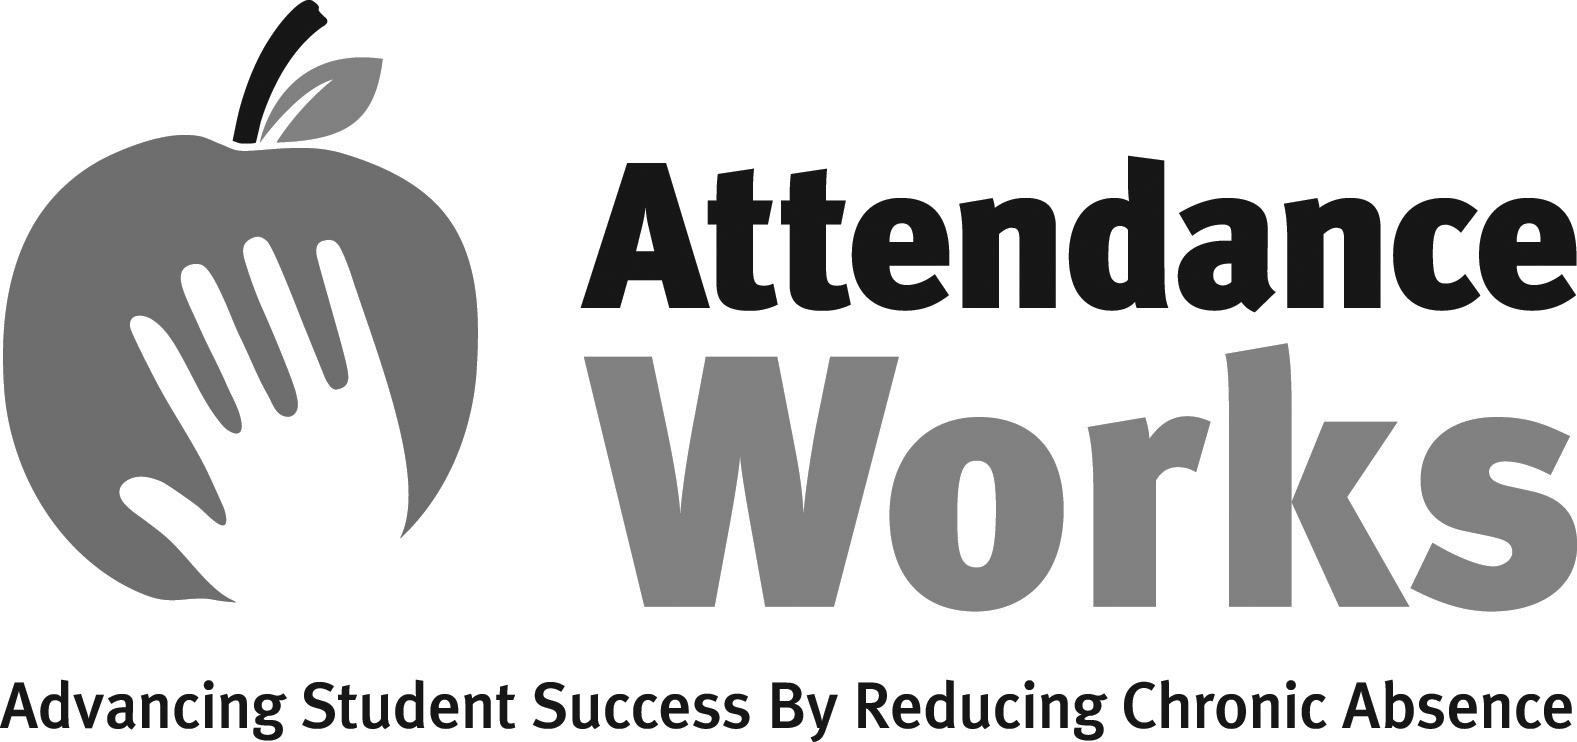 Attendance
Works
Advancing Student Success By Reducing Chronic Absence